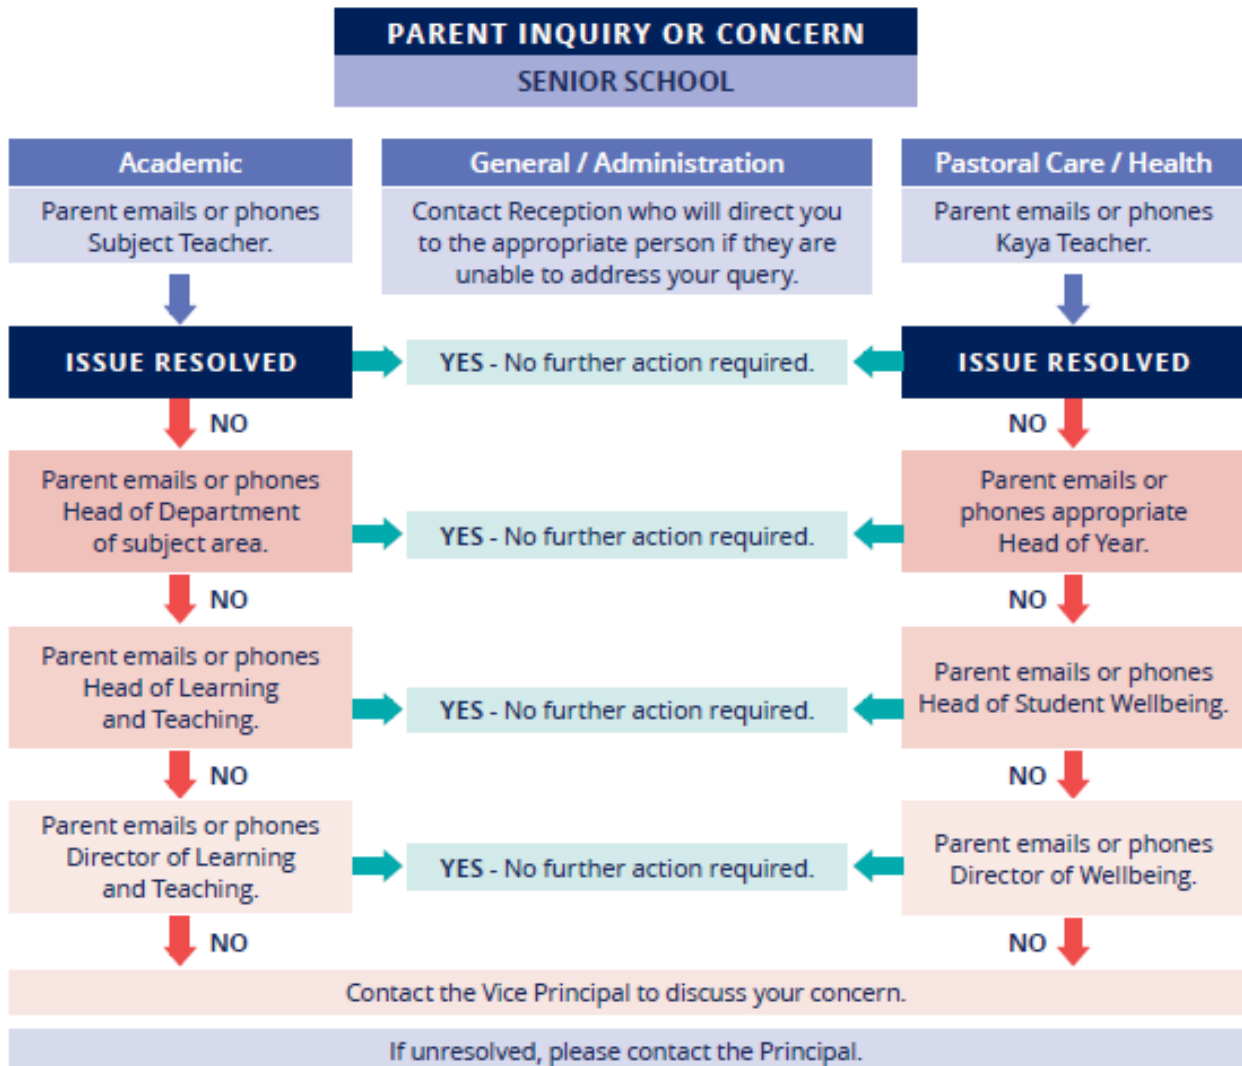 PARENT INQUIRY OR CONCERN
SENIOR SCHOOL
Academic
Parent emails or phones
Subject Teacher.
General / Administration
Contact Reception who will direct you
to the appropriate person if they are
unable to address your query.
Pastoral Care / Health
Parent emails or phones
Kaya Teacher.
ISSUE RESOLVED
YES - No further action required.
ISSUE RESOLVED
NO
NO
Parent emails or phones
Head of Department
of subject area.
YES - No further action required.
Parent emails or
phones appropriate
Head of Year.
NO
NO
Parent emails or phones
Head of Learning
and Teaching.
YES - No further action required.
Parent emails or phones
Head of Student Wellbeing.
NO
NO
Parent emails or phones
Director of Learning
and Teaching.
YES - No further action required.
Parent emails or phones
Director of Wellbeing.
NO
NO
Contact the Vice Principal to discuss your concern.
If unresolved, please contact the Principal.